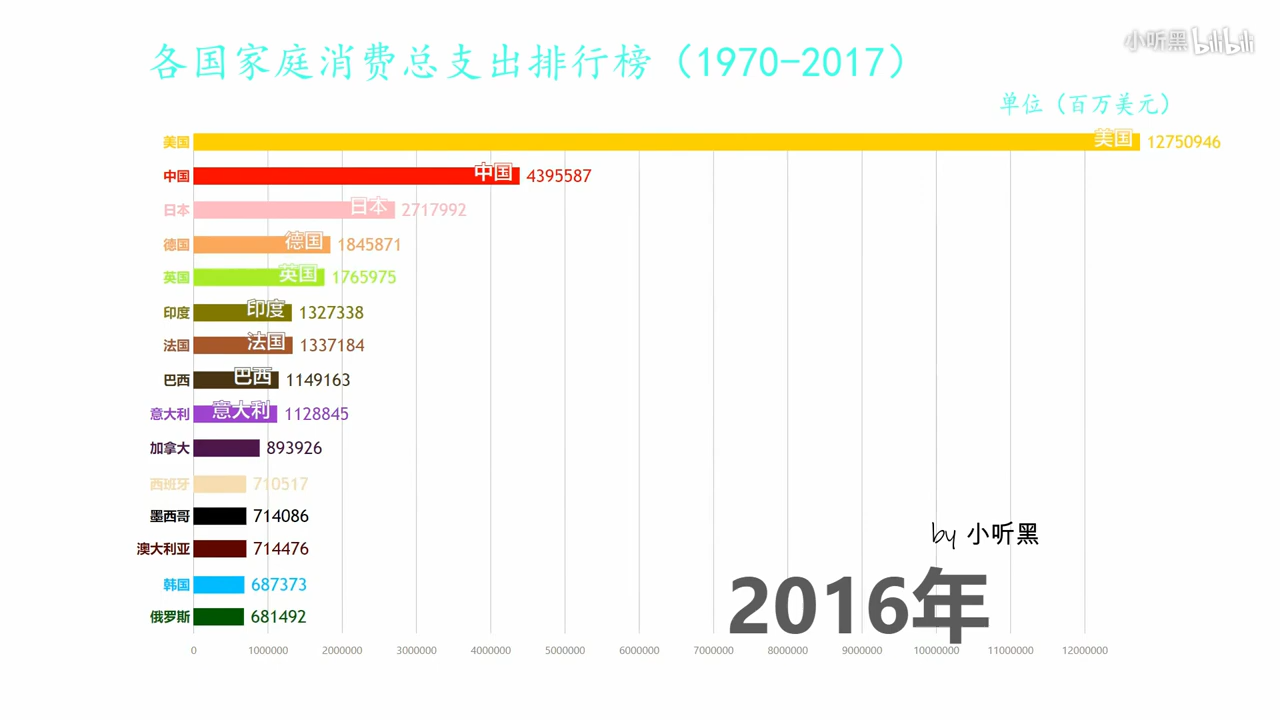 小听黑 bilibili
各国家庭消费总支出排行榜（1970-2017）
单位（百万美元）
美国 美国 12750946
中国 中国 4395587
日本 日本 2717992
德国 德国 1845871
英国 英国 1765975
印度 印度 1327338
法国 法国 1337184
巴西 巴西 1149163
意大利 意大利 1128845
加拿大 893926
西班牙 710517
墨西哥 714086
by 小听黑
澳大利亚 714476
韩国 687373
俄罗斯 681492
2016年
0 1000000 2000000 3000000 4000000 5000000 6000000 7000000 8000000 9000000 10000000 11000000 12000000